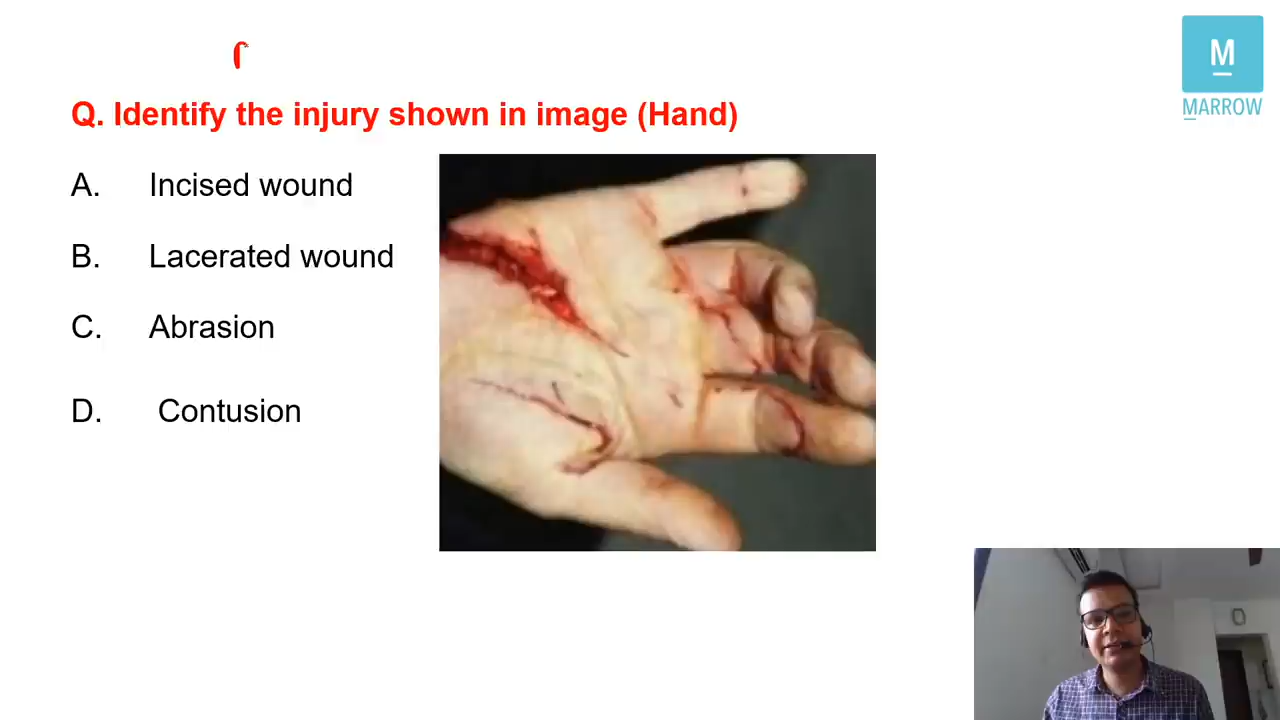 M
MARROW
Q. Identify the injury shown in image (Hand)
A. Incised wound
B. Lacerated wound
C. Abrasion
D. Contusion